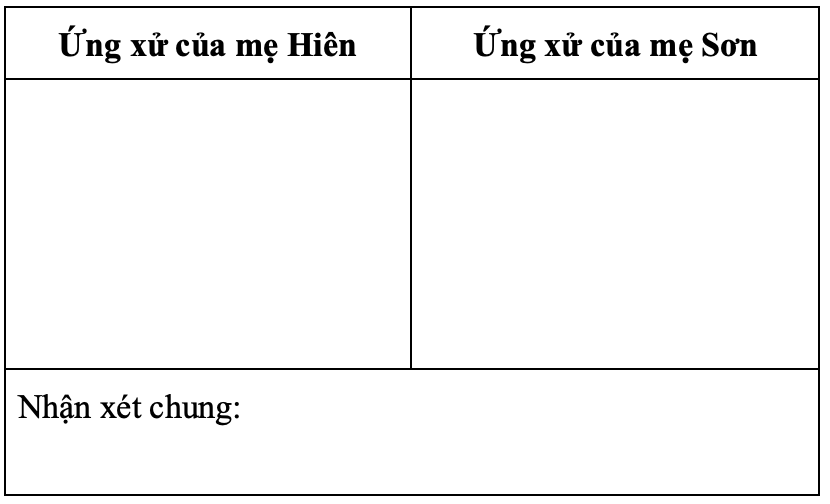 Ứng xử của mẹ Hiên
Ứng xử của mẹ Sơn
Nhận xét chung: